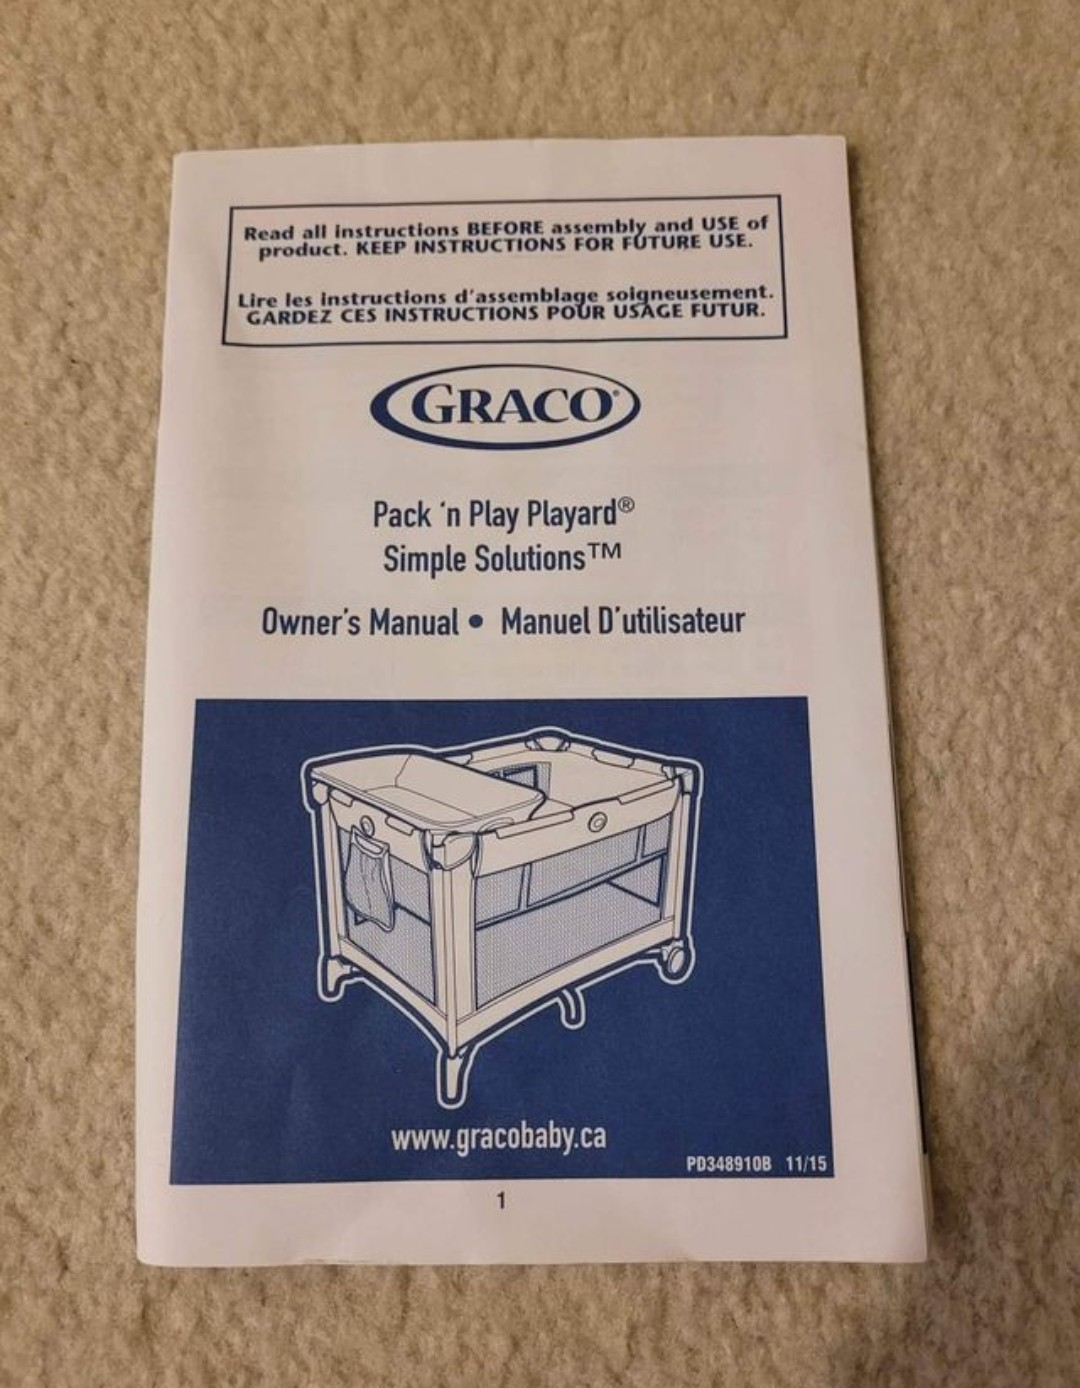 Read all instructions BEFORE assembly and USE of
product. KEEP INSTRUCTIONS FOR FUTURE USE.
Lire les instructions d'assemblage soigneusement.
GARDEZ CES INSTRUCTIONS POUR USAGE FUTUR.
GRACO®
Pack 'n Play Playard®
Simple Solutions™
Owner's Manual • Manuel D'utilisateur
www.gracobaby.ca
PD348910B 11/15
1